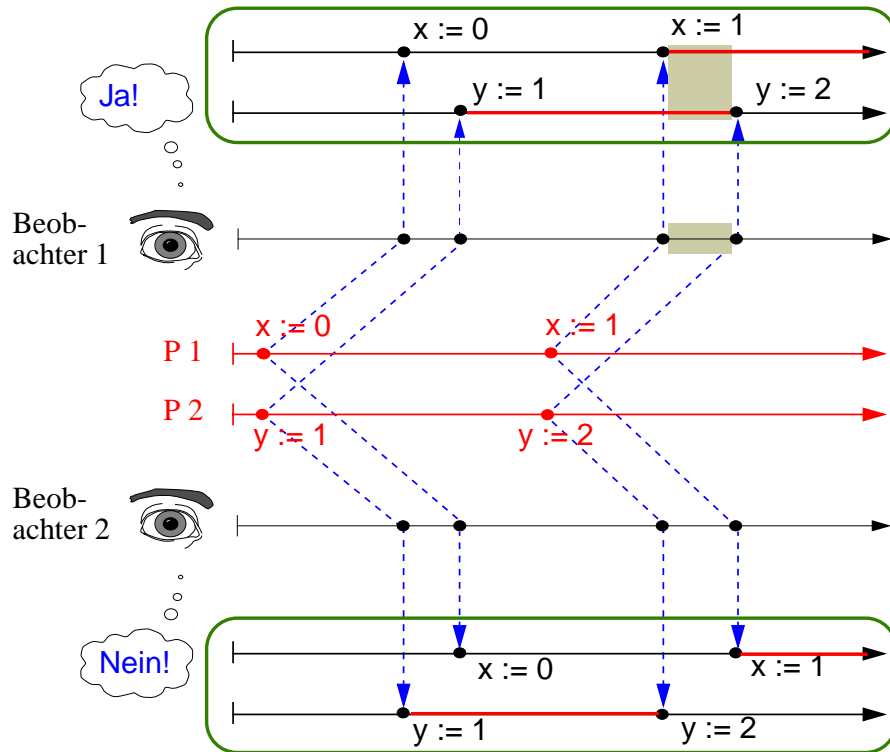 x := 0
x := 1
Ja!
y := 1
y := 2
Beob-
achter 1
x := 0
x := 1
P 1
P 2
y := 1
y := 2
Beob-
achter 2
Nein!
x := 0
x := 1
y := 1
y := 2